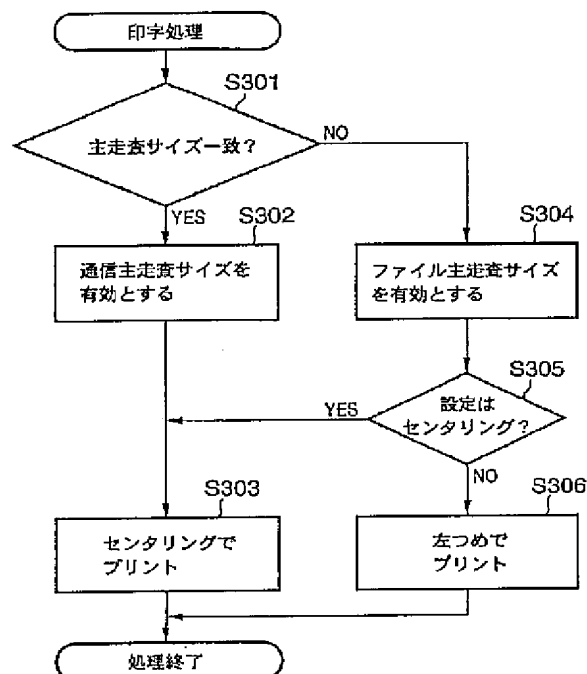 印字処理
S301
主走査サイズ一致?
NO
YES
S302
S304
通信主走査サイズを
有効とする
ファイル主走査サイズ
を有効とする
S305
YES
設定は
センタリング?
NO
S303
S306
センタリングで
プリント
左つめで
プリント
処理終了